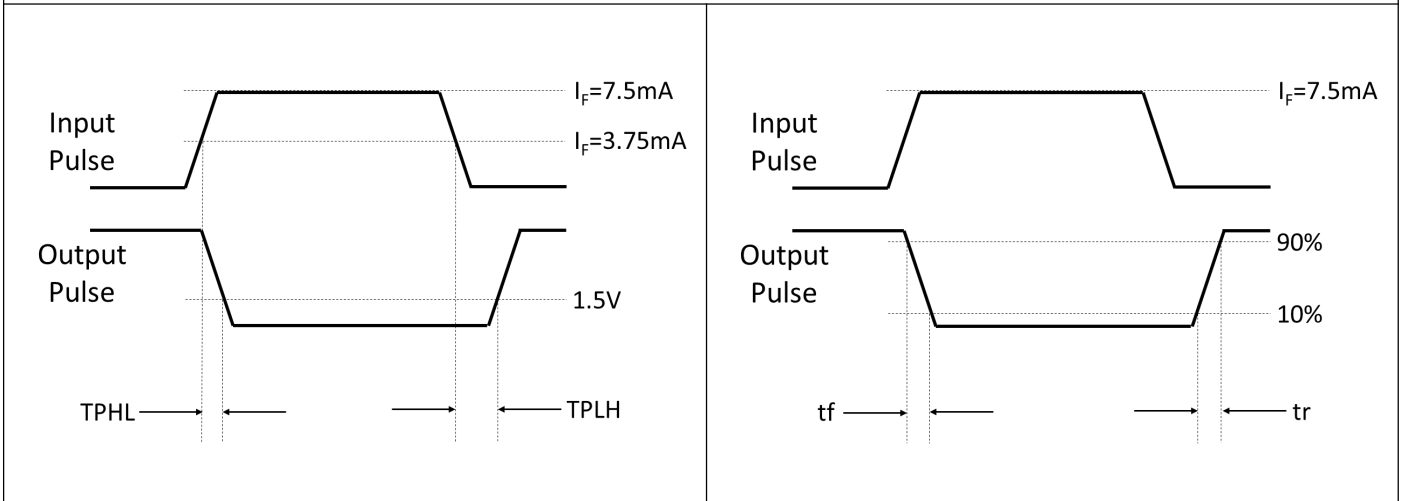 I_F=7.5mA
Input
Pulse
I_F=3.75mA
Output
Pulse
1.5V
TPHL
TPLH
I_F=7.5mA
Input
Pulse
90%
Output
Pulse
10%
tf
tr